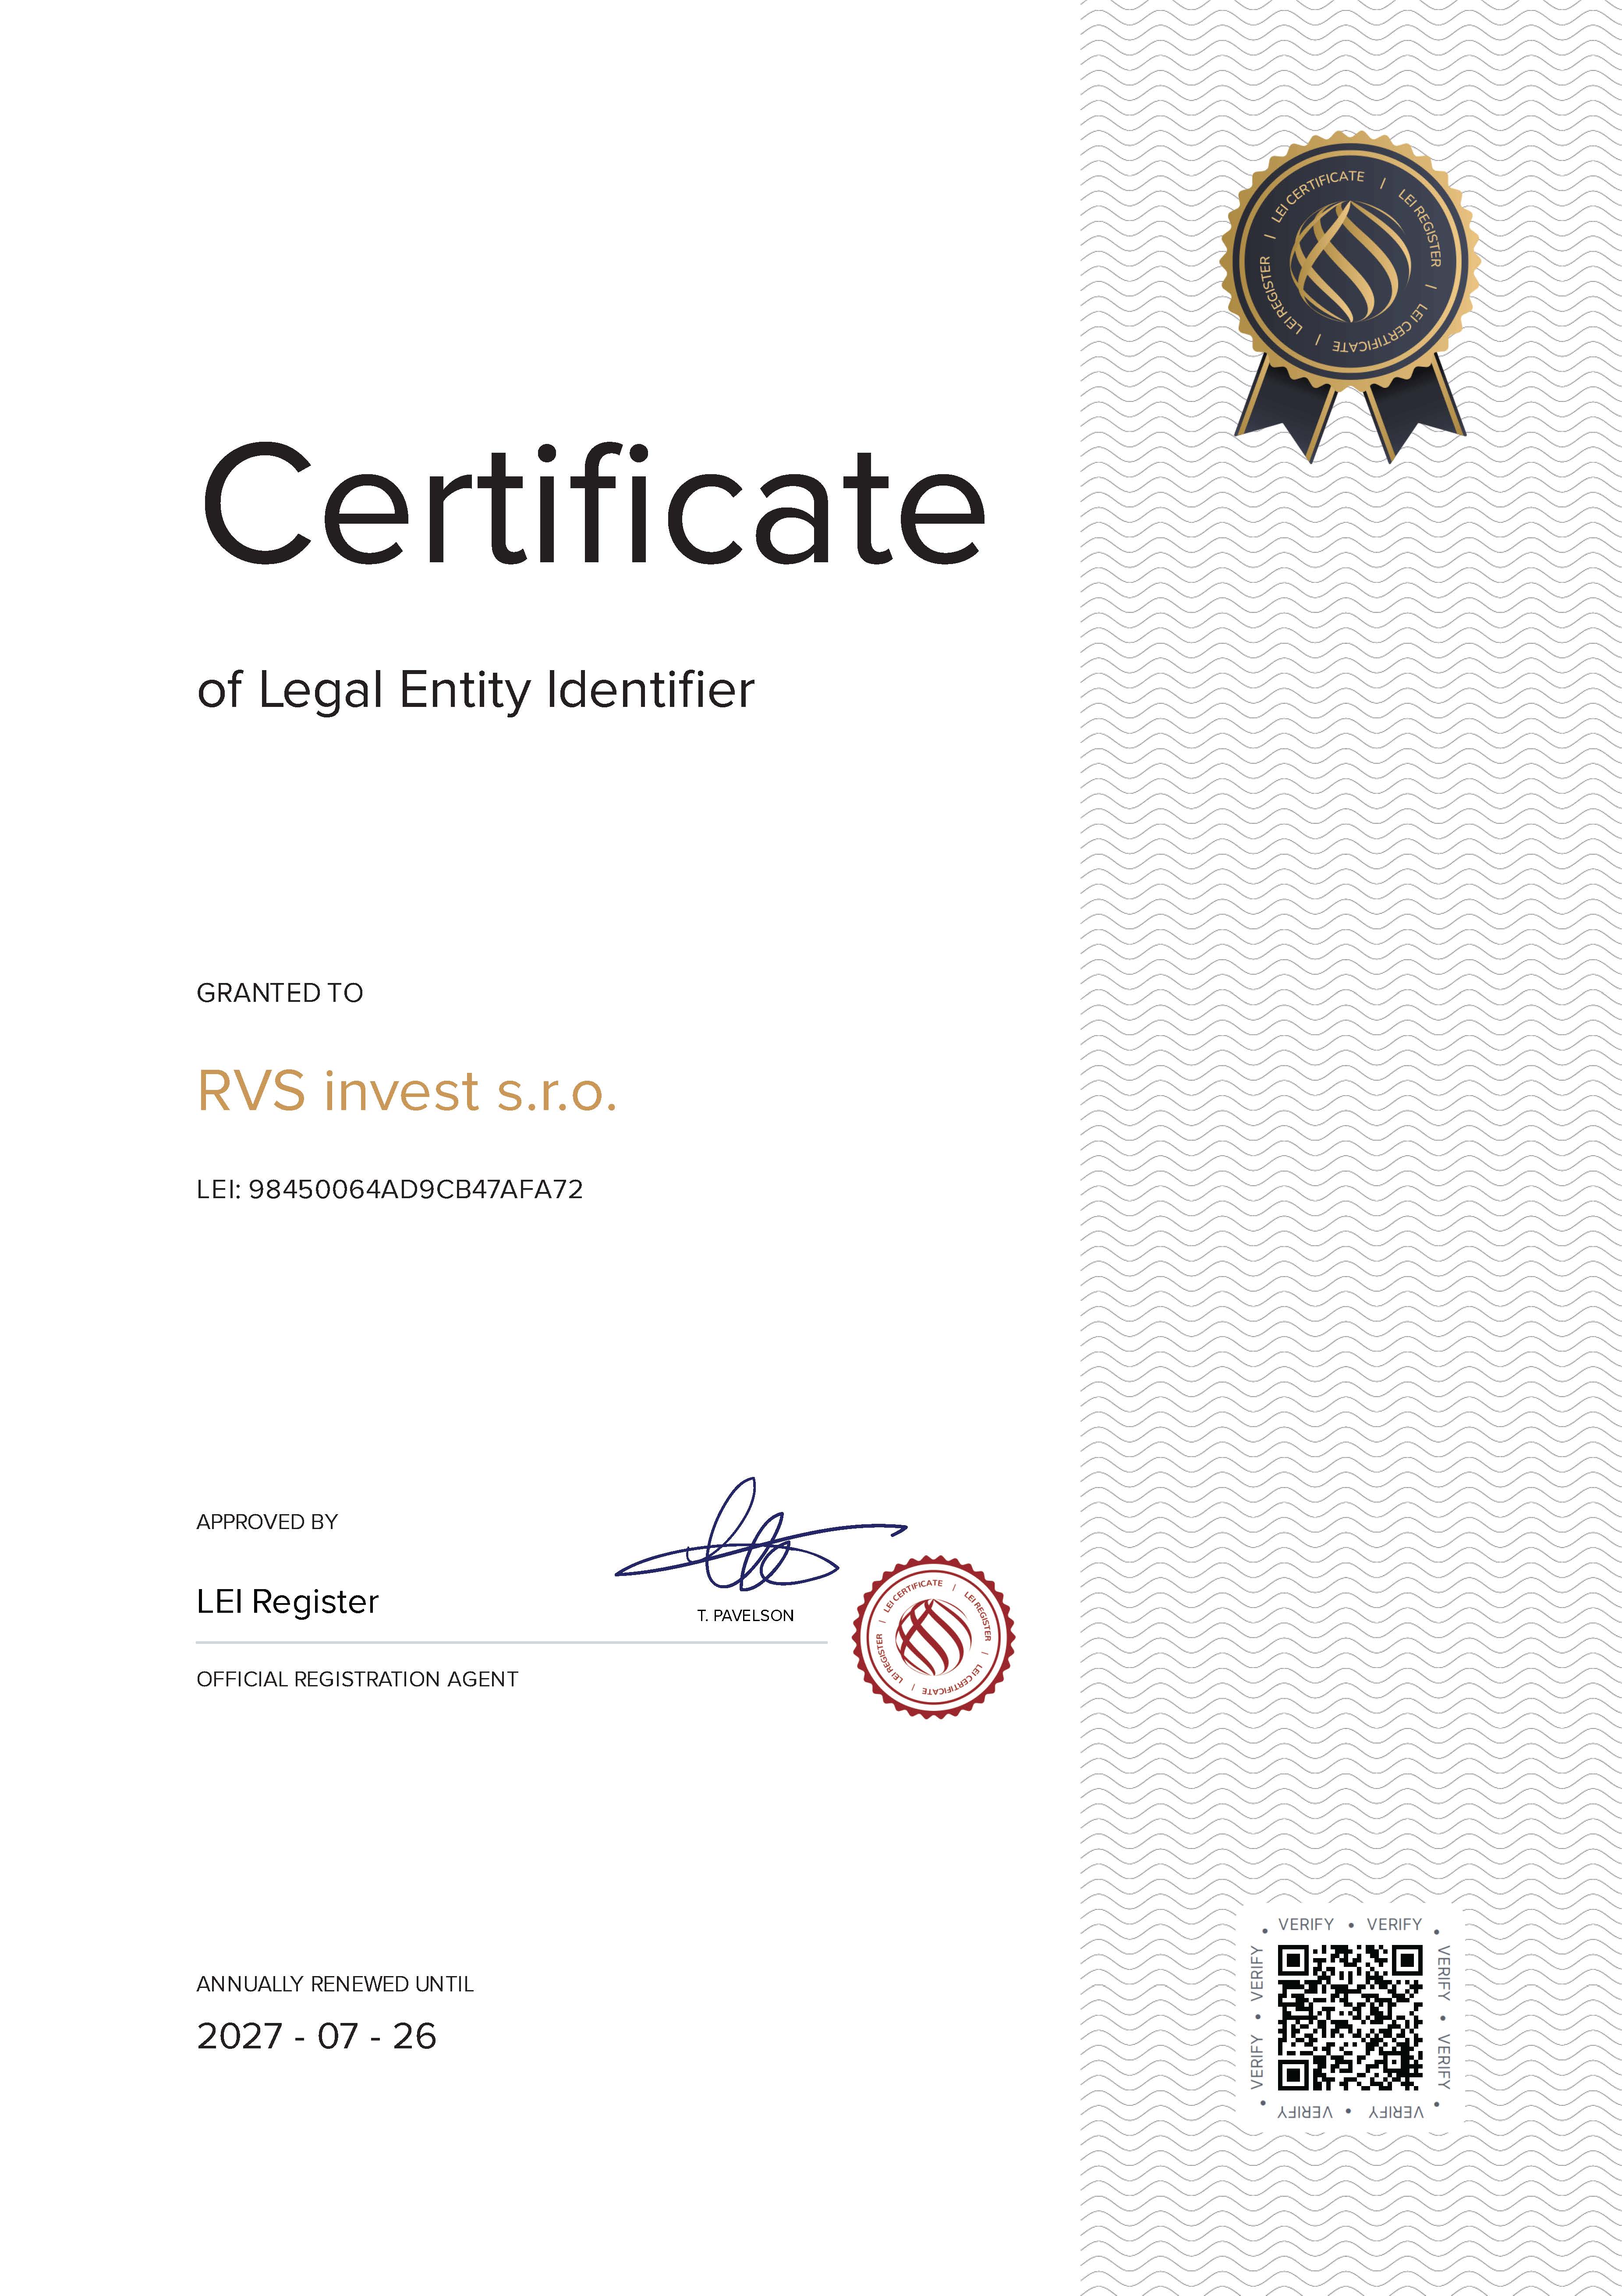 LEI CERTIFICATE | LEI REGISTER | LEI CERTIFICATE | LEI REGISTER |
Certificate
of Legal Entity Identifier
GRANTED TO
RVS invest s.r.o.
LEI: 98450064AD9CB47AFA72
APPROVED BY
LEI Register
T. PAVELSON
LEI CERTIFICATE | LEI REGISTER | LEI CERTIFICATE | LEI REGISTER |
OFFICIAL REGISTRATION AGENT
ANNUALLY RENEWED UNTIL
2027 - 07 - 26
VERIFY • VERIFY •
VERIFY • VERIFY •
VERIFY • VERIFY •
VERIFY • VERIFY •